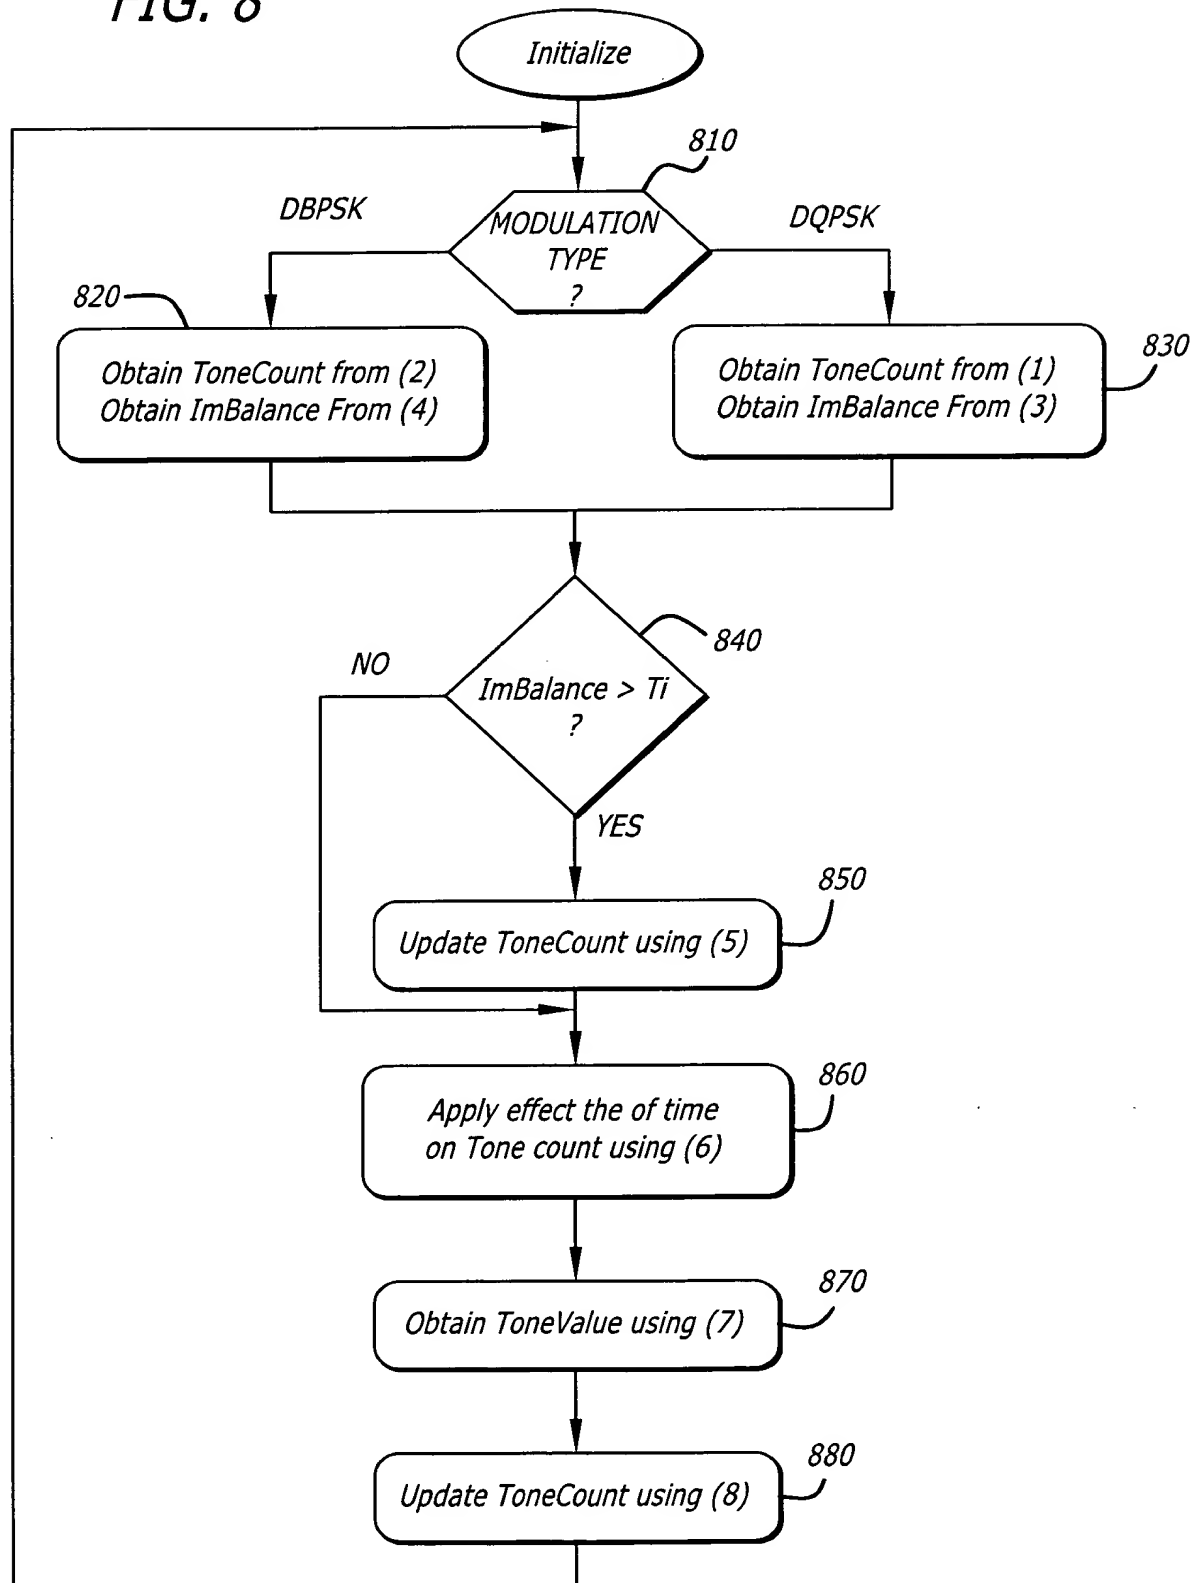 FIG. 8
Initialize
810
DBPSK
MODULATION
TYPE
?
DQPSK
820
Obtain ToneCount from (2)
Obtain ImBalance From (4)
830
Obtain ToneCount from (1)
Obtain ImBalance From (3)
840
NO
ImBalance > Ti
?
YES
850
Update ToneCount using (5)
860
Apply effect the of time
on Tone count using (6)
870
Obtain ToneValue using (7)
880
Update ToneCount using (8)